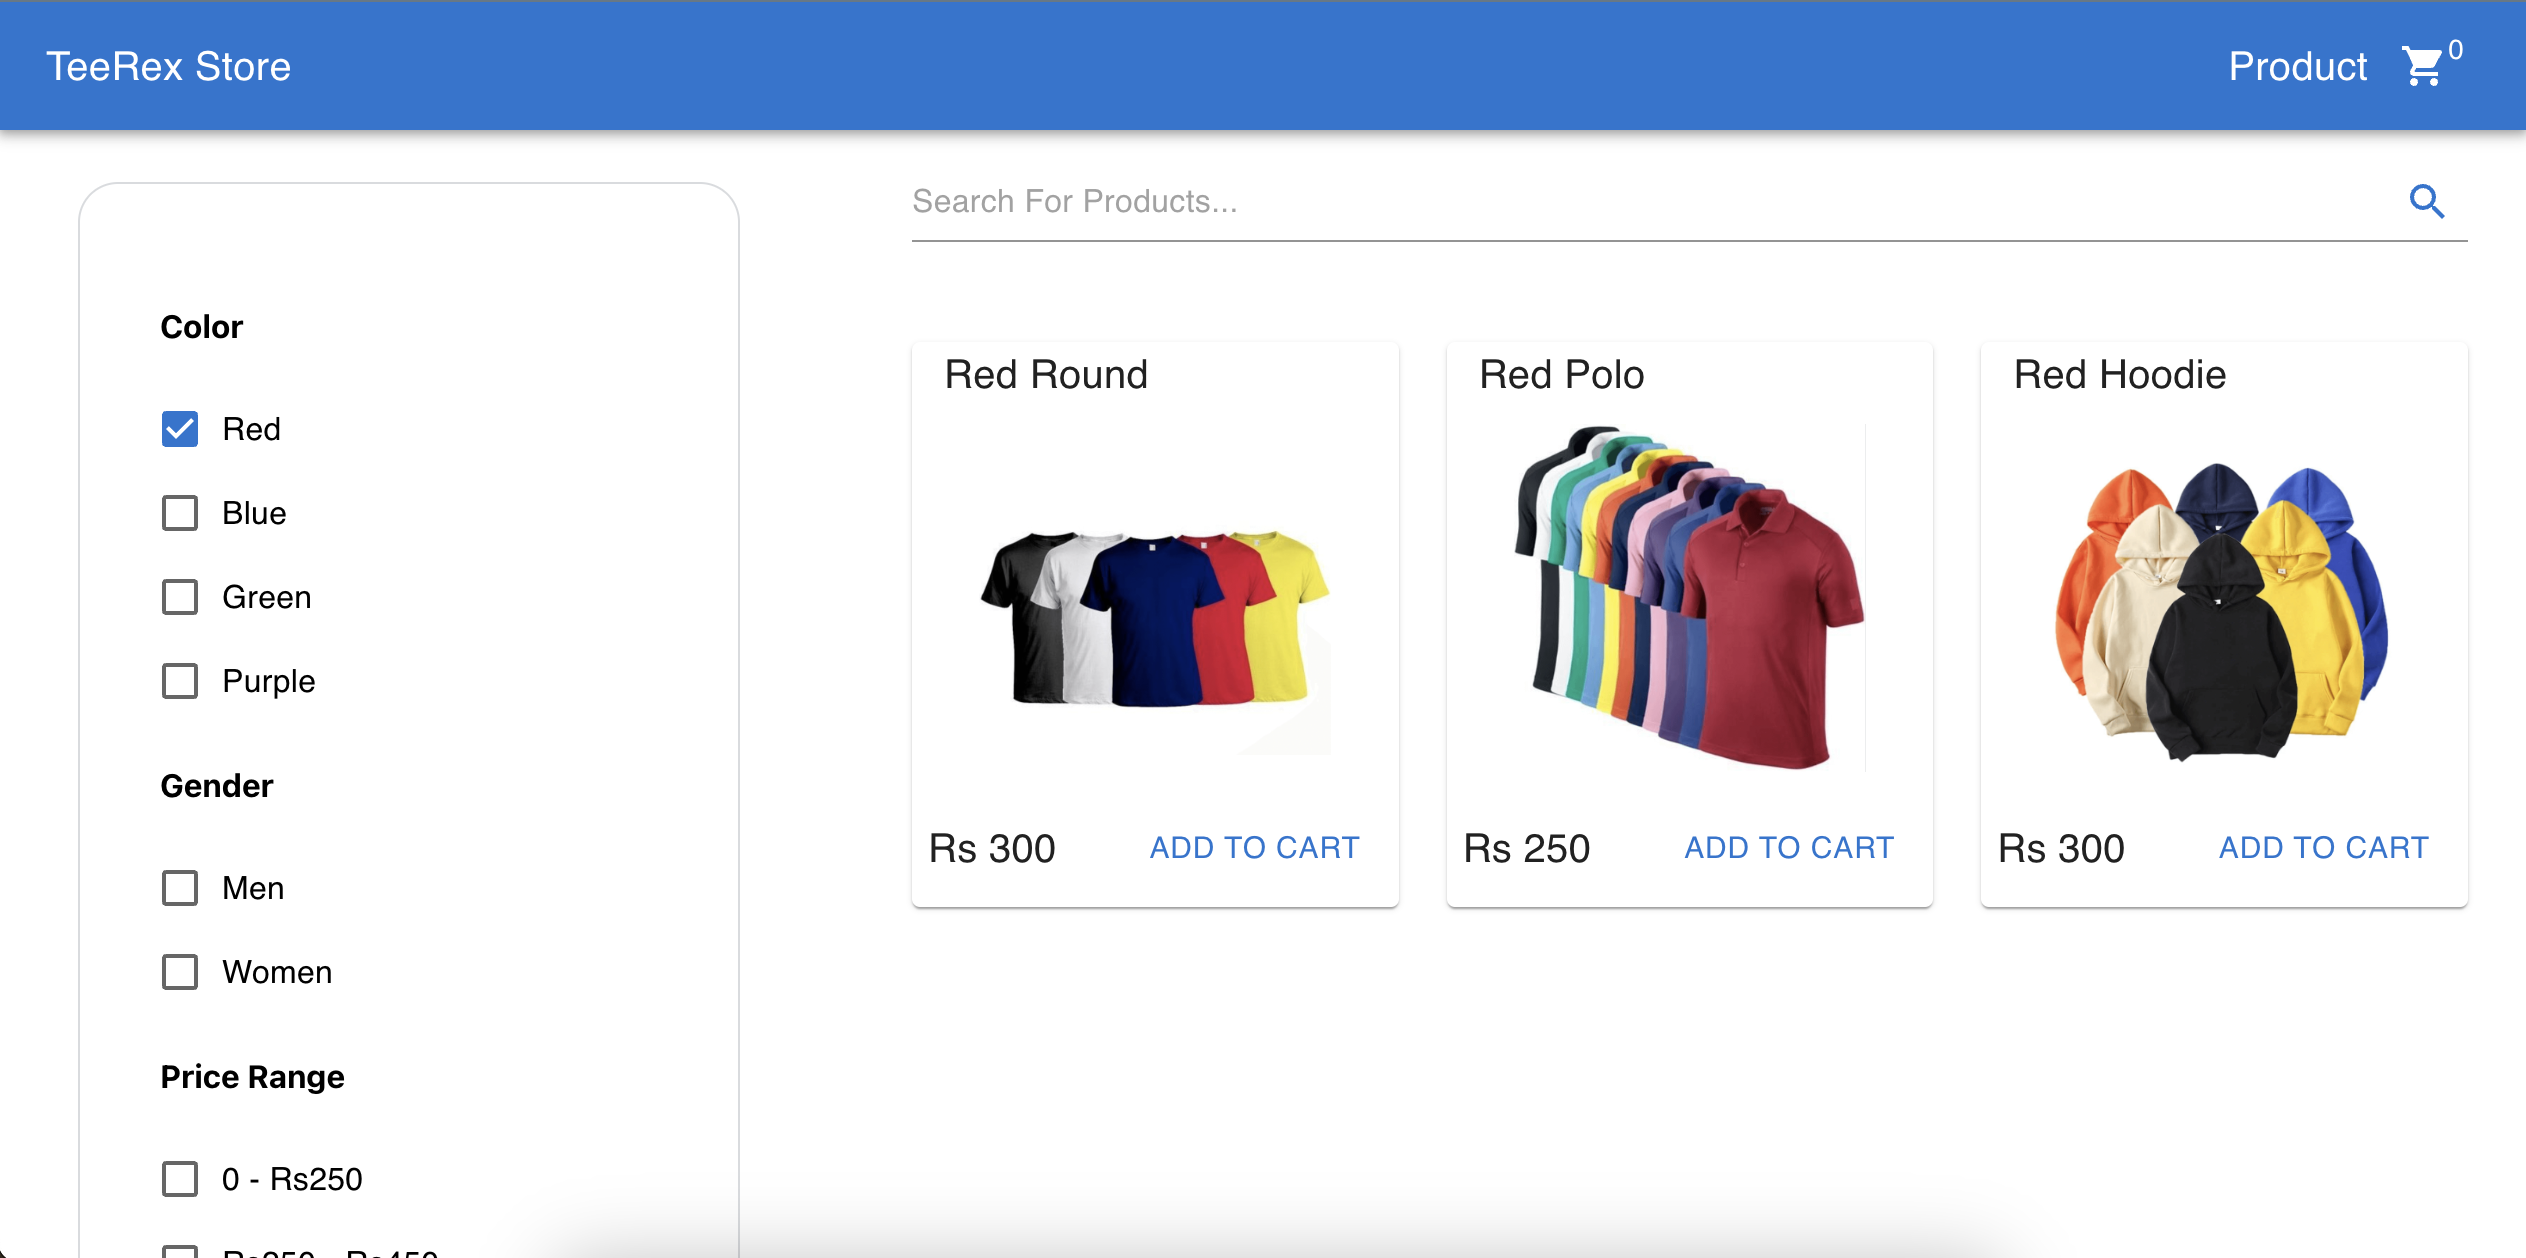 TeeRex Store
Product 0
Search For Products...
Color
Red
Blue
Green
Purple
Gender
Men
Women
Price Range
0 - Rs250
Red Round
Rs 300 ADD TO CART
Red Polo
Rs 250 ADD TO CART
Red Hoodie
Rs 300 ADD TO CART